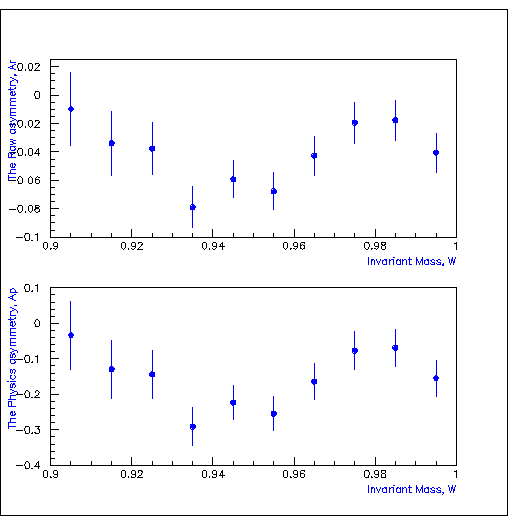 The Raw asymmetry, Ar
0.02
0
-0.02
-0.04
-0.06
-0.08
-0.1
0.9 0.92 0.94 0.96 0.98 1
Invariant Mass, W
The Physics asymmetry, Ap
0.1
0
-0.1
-0.2
-0.3
-0.4
0.9 0.92 0.94 0.96 0.98 1
Invariant Mass, W